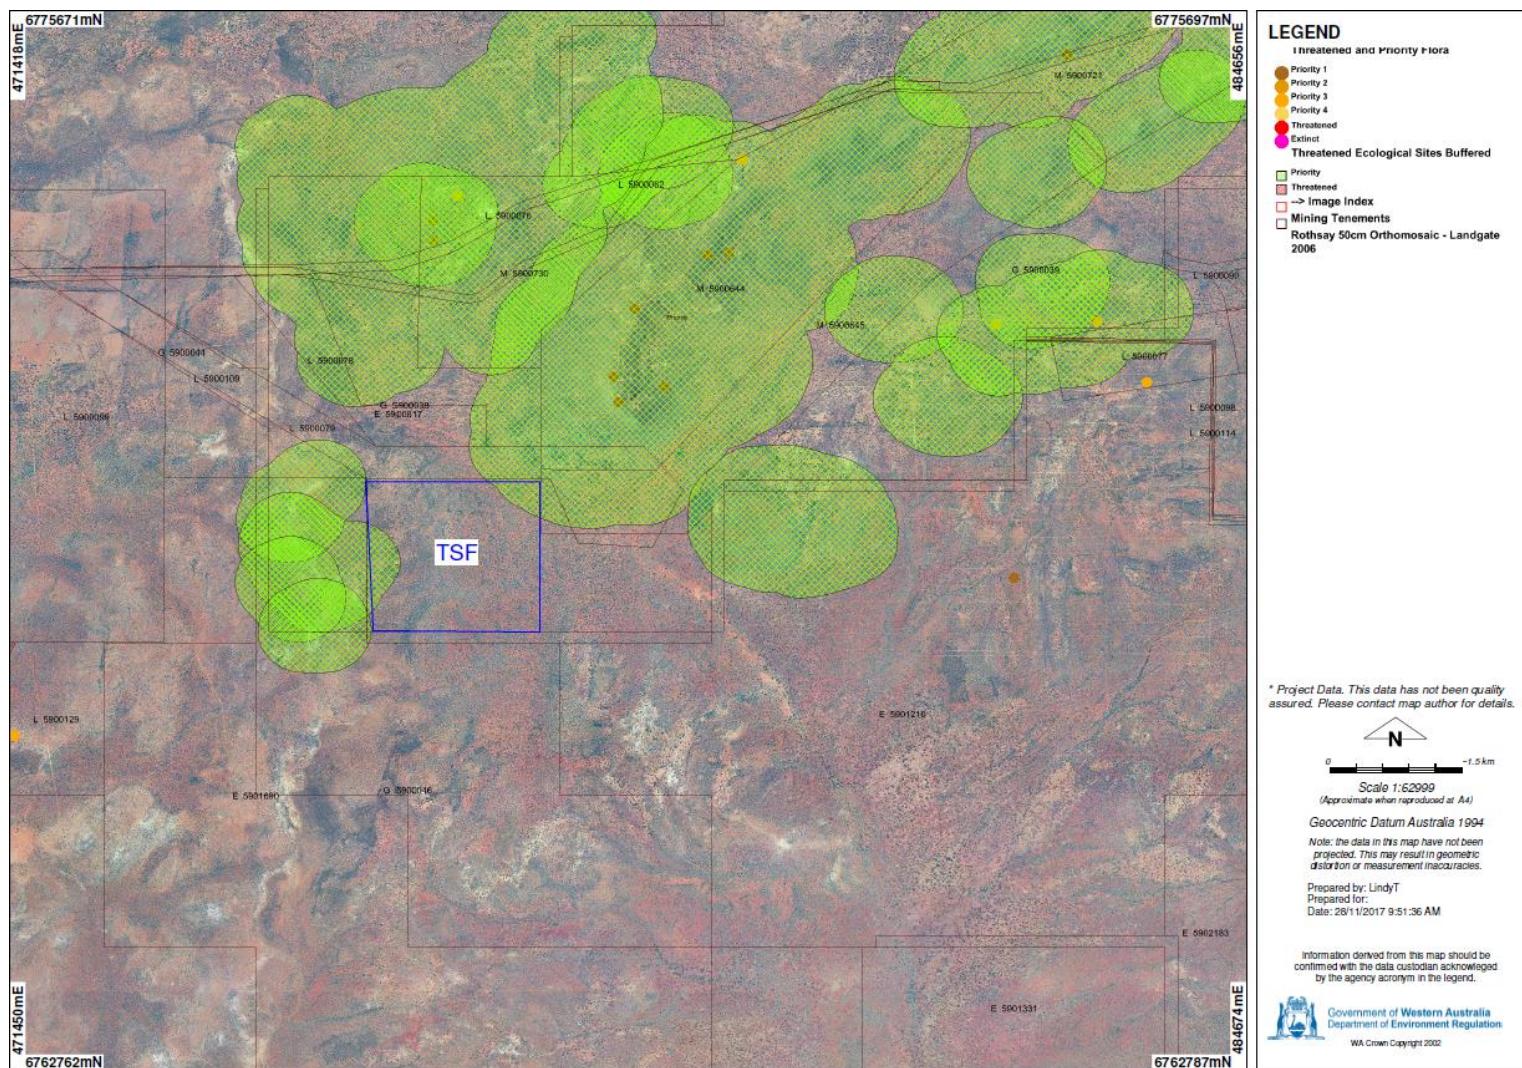 6775671mN
6775697mN
471418mE
484656mE
M 5900721
L 5900082
L 5900076
M 5900730
M 5900644
Priority
G 5900039
L 5900090
M 5900645
G 5900044
L 5900078
L 5900077
L 5900109
G 5900038
E 5900817
L 5900098
L 5900099
L 5900079
L 5900114
TSF
L 5900129
E 5901216
E 5901690
G 5900046
E 5902183
E 5901331
471450mE
484674mE
6762762mN
6762787mN
LEGEND
Threatened and Priority Flora
Priority 1
Priority 2
Priority 3
Priority 4
Threatened
Extinct
Threatened Ecological Sites Buffered
Priority
Threatened
--> Image Index
Mining Tenements
Rothsay 50cm Orthomosaic - Landgate
2006
* Project Data. This data has not been quality
assured. Please contact map author for details.
N
0 ~1.5 km
Scale 1:62999
(Approximate when reproduced at A4)
Geocentric Datum Australia 1994
Note: the data in this map have not been
projected. This may result in geometric
distortion or measurement inaccuracies.
Prepared by: LindyT
Prepared for:
Date: 28/11/2017 9:51:36 AM
Information derived from this map should be
confirmed with the data custodian acknowleged
by the agency acronym in the legend.
Government of Western Australia
Department of Environment Regulation
WA Crown Copyright 2002